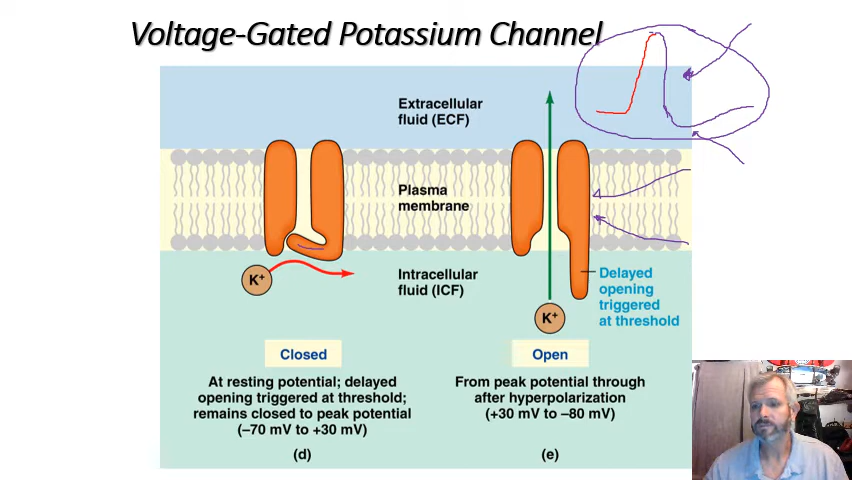 Voltage-Gated Potassium Channel
Extracellular
fluid (ECF)
Plasma
membrane
K+
Intracellular
fluid (ICF)
K+
Delayed
opening
triggered
at threshold
Closed
At resting potential; delayed
opening triggered at threshold;
remains closed to peak potential
(–70 mV to +30 mV)
(d)
Open
From peak potential through
after hyperpolarization
(+30 mV to –80 mV)
(e)